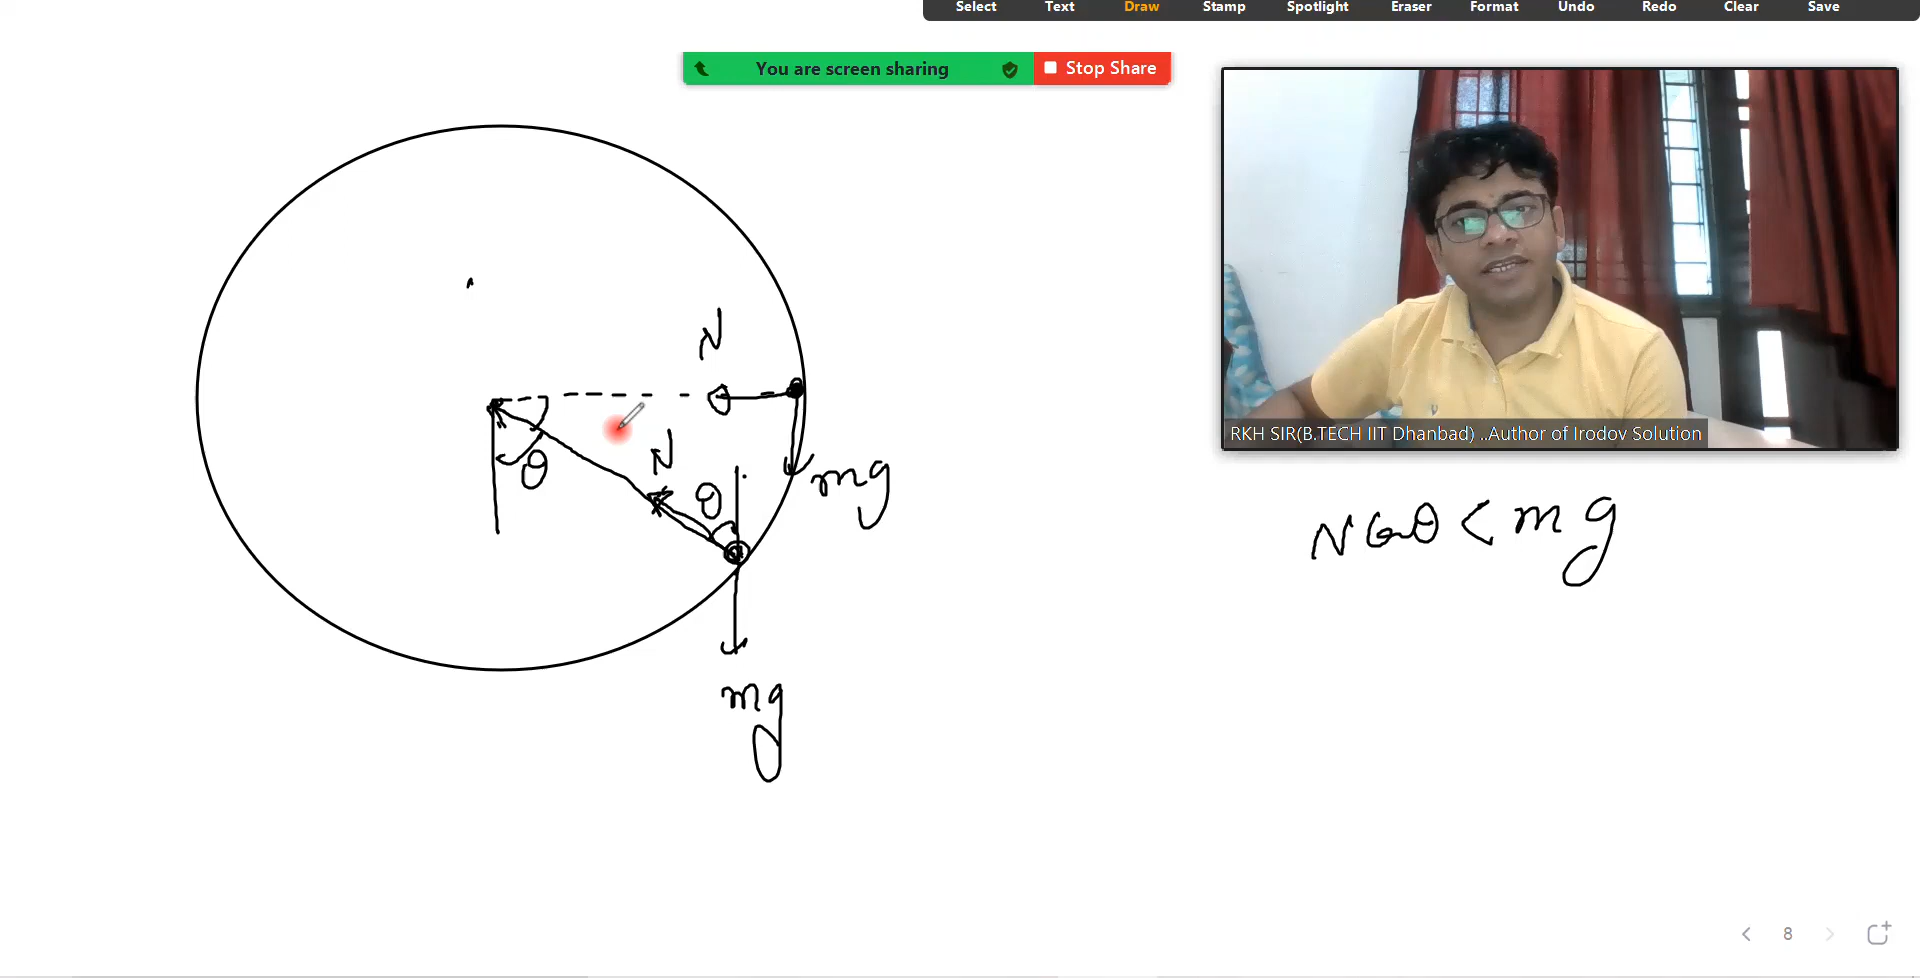 Select Text Draw Stamp Spotlight Eraser Format Undo Redo Clear Save
You are screen sharing Stop Share
RKH SIR(B.TECH IIT Dhanbad) ..Author of Irodov Solution
N
N
θ
θ
mg
mg
N Cosθ < mg
8